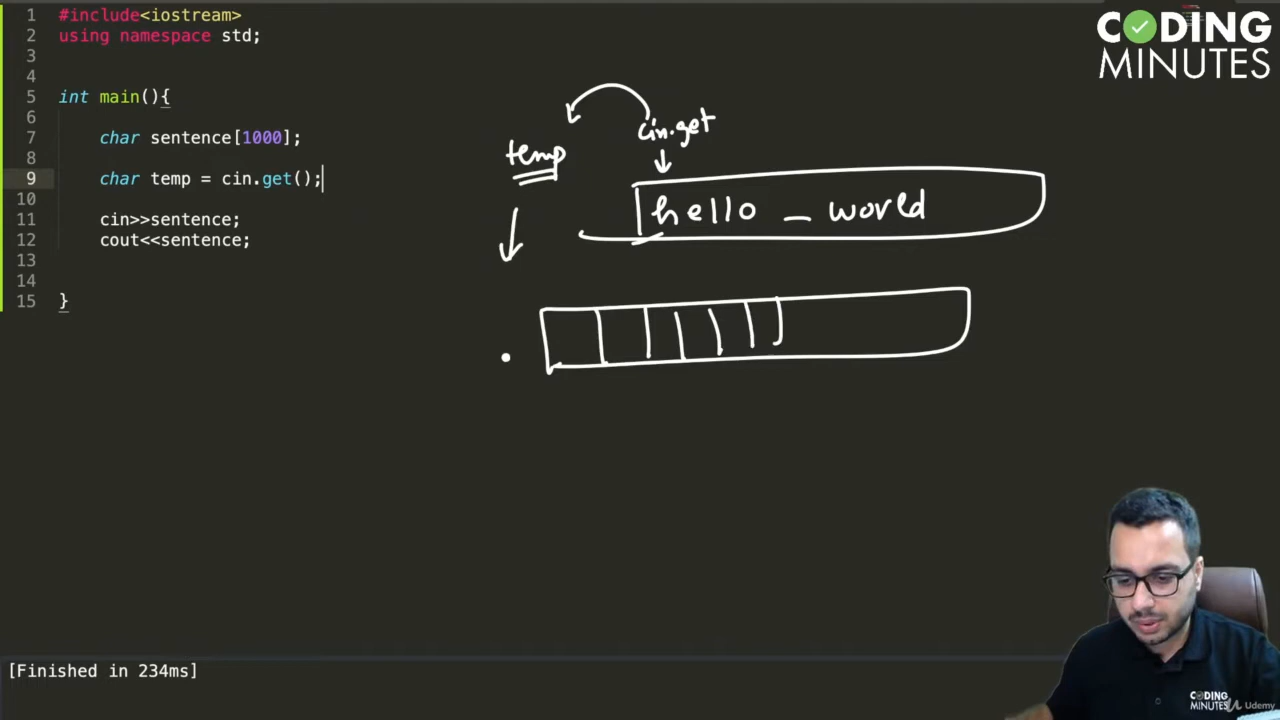 1 #include<iostream>
2 using namespace std;
3
4
5 int main(){
6
7 char sentence[1000];
8
9 char temp = cin.get();
10
11 cin>>sentence;
12 cout<<sentence;
13
14
15 }
cin.get
temp
hello _ world
[Finished in 234ms]
CODING
MINUTES
CODING
MINUTES
Udemy